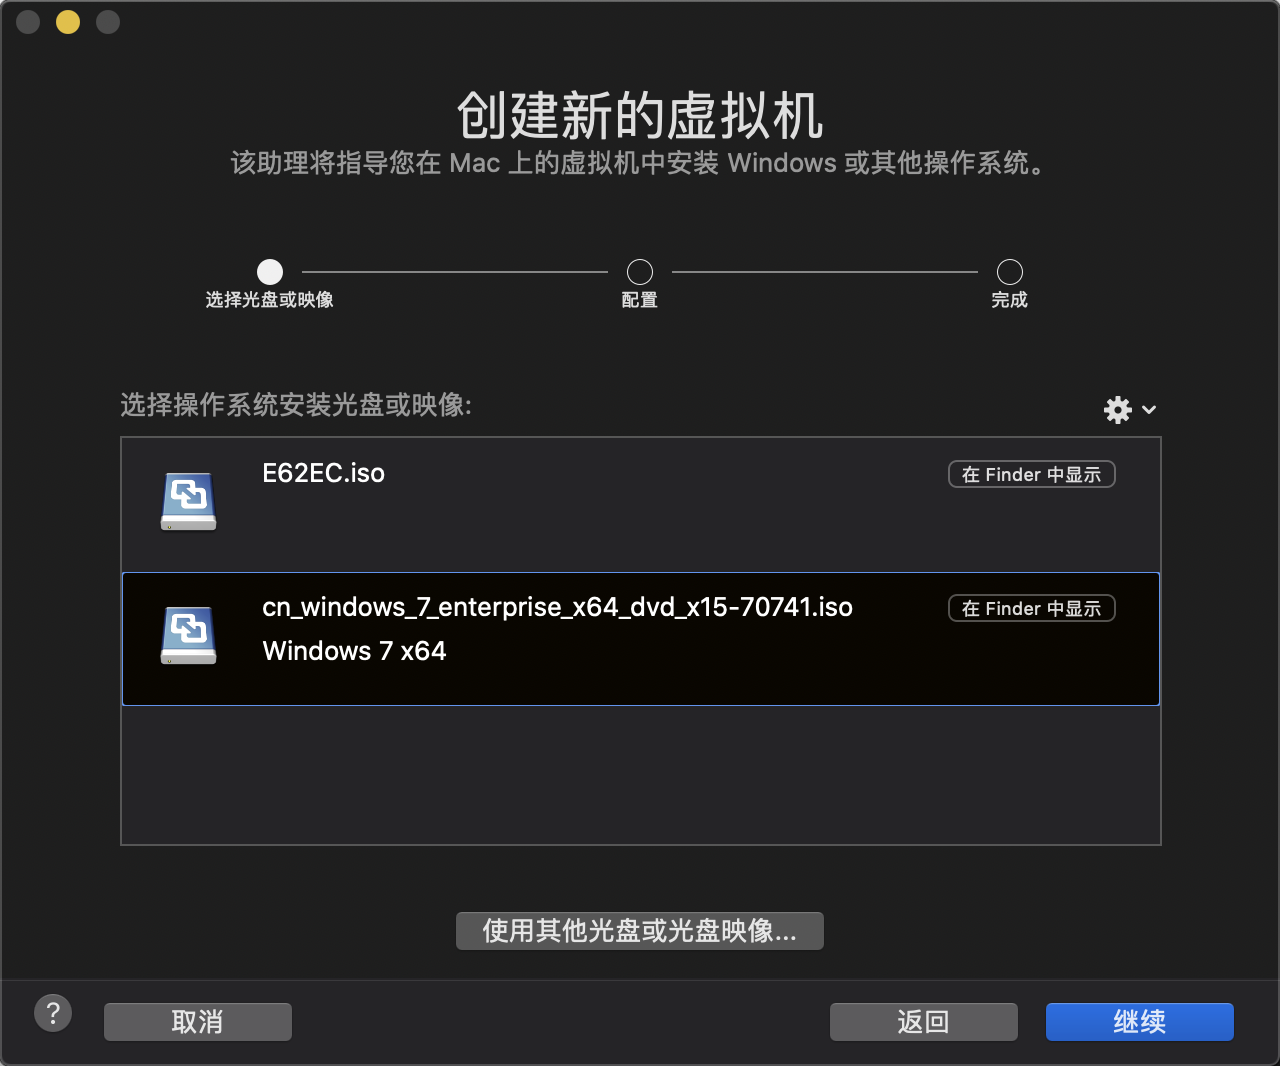 创建新的虚拟机
该助理将指导您在 Mac 上的虚拟机中安装 Windows 或其他操作系统。
选择光盘或映像
配置
完成
选择操作系统安装光盘或映像:
E62EC.iso
在 Finder 中显示
cn_windows_7_enterprise_x64_dvd_x15-70741.iso
在 Finder 中显示
Windows 7 x64
使用其他光盘或光盘映像...
?
取消
返回
继续